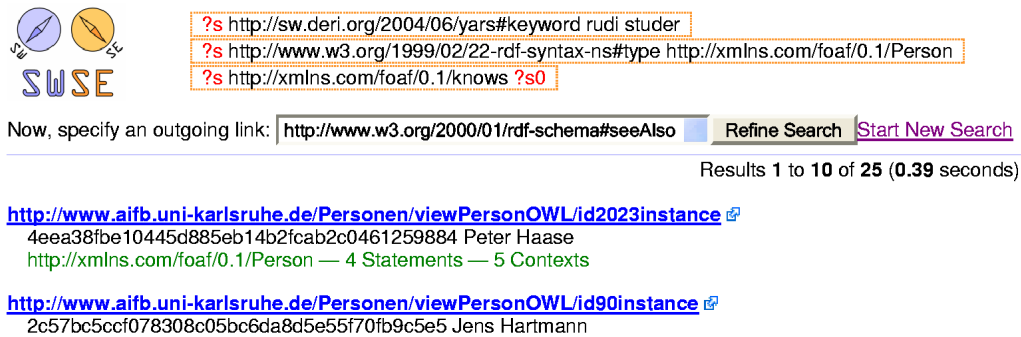 ?s http://sw.deri.org/2004/06/yars#keyword rudi studer
?s http://www.w3.org/1999/02/22-rdf-syntax-ns#type http://xmlns.com/foaf/0.1/Person
?s http://xmlns.com/foaf/0.1/knows ?s0
SW SE
SWSE
Now, specify an outgoing link: http://www.w3.org/2000/01/rdf-schema#seeAlso Refine Search Start New Search
Results 1 to 10 of 25 (0.39 seconds)
http://www.aifb.uni-karlsruhe.de/Personen/viewPersonOWL/id2023instance
4eea38fbe10445d885eb14b2fcab2c0461259884 Peter Haase
http://xmlns.com/foaf/0.1/Person — 4 Statements — 5 Contexts
http://www.aifb.uni-karlsruhe.de/Personen/viewPersonOWL/id90instance
2c57bc5ccf078308c05bc6da8d5e55f70fb9c5e5 Jens Hartmann